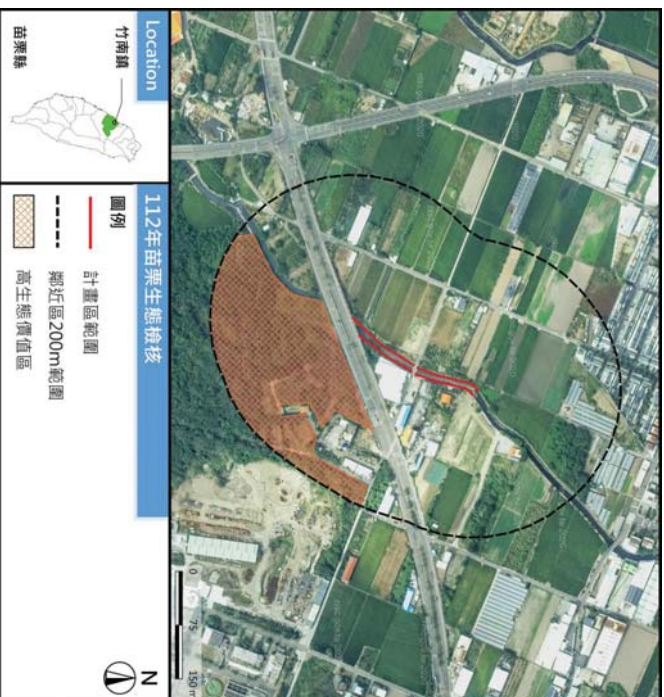 Location
竹南鎮
苗栗縣
112年苗栗生態檢核
圖例
計畫區範圍
鄰近區200m範圍
高生態價值區
0 75 150 m
N